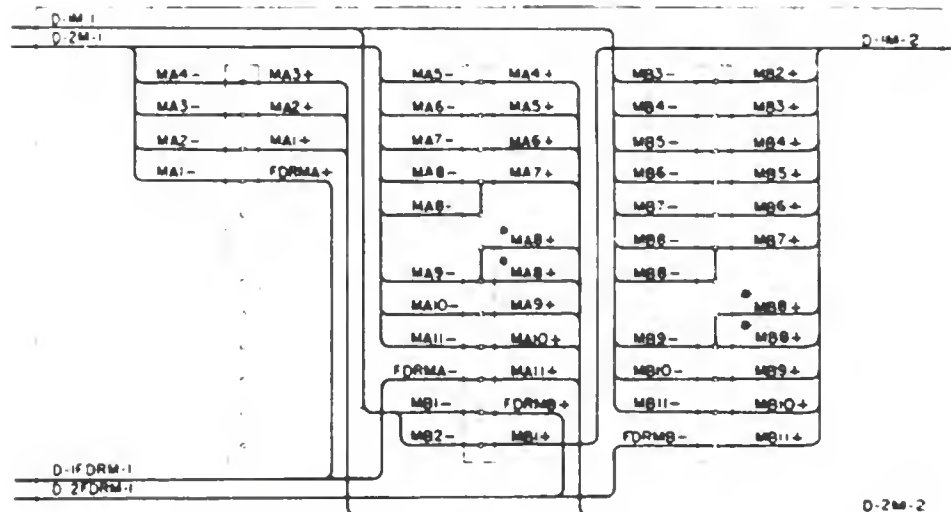 D-1M-1
D-2M-1 D-1M-2
MA4- MA3+ MA5- MA4+ MB3- MB2+
MA3- MA2+ MA6- MA5+ MB4- MB3+
MA2- MA1+ MA7- MA6+ MB5- MB4+
MA1- FDRMA+ MA8- MA7+ MB6- MB5+
MA8- MB7- MB6+
MA8+ MB8- MB7+
MA9- MA8+ MB8-
MA10- MA9+ MB8+
MA11- MA10+ MB9- MB8+
FDRMA- MA11+ MB10- MB9+
MB1- FDRMB+ MB11- MB10+
MB2- MB1+ FDRMB- MB11+
D-1FDRM-1
D-2FDRM-1
D-2M-2